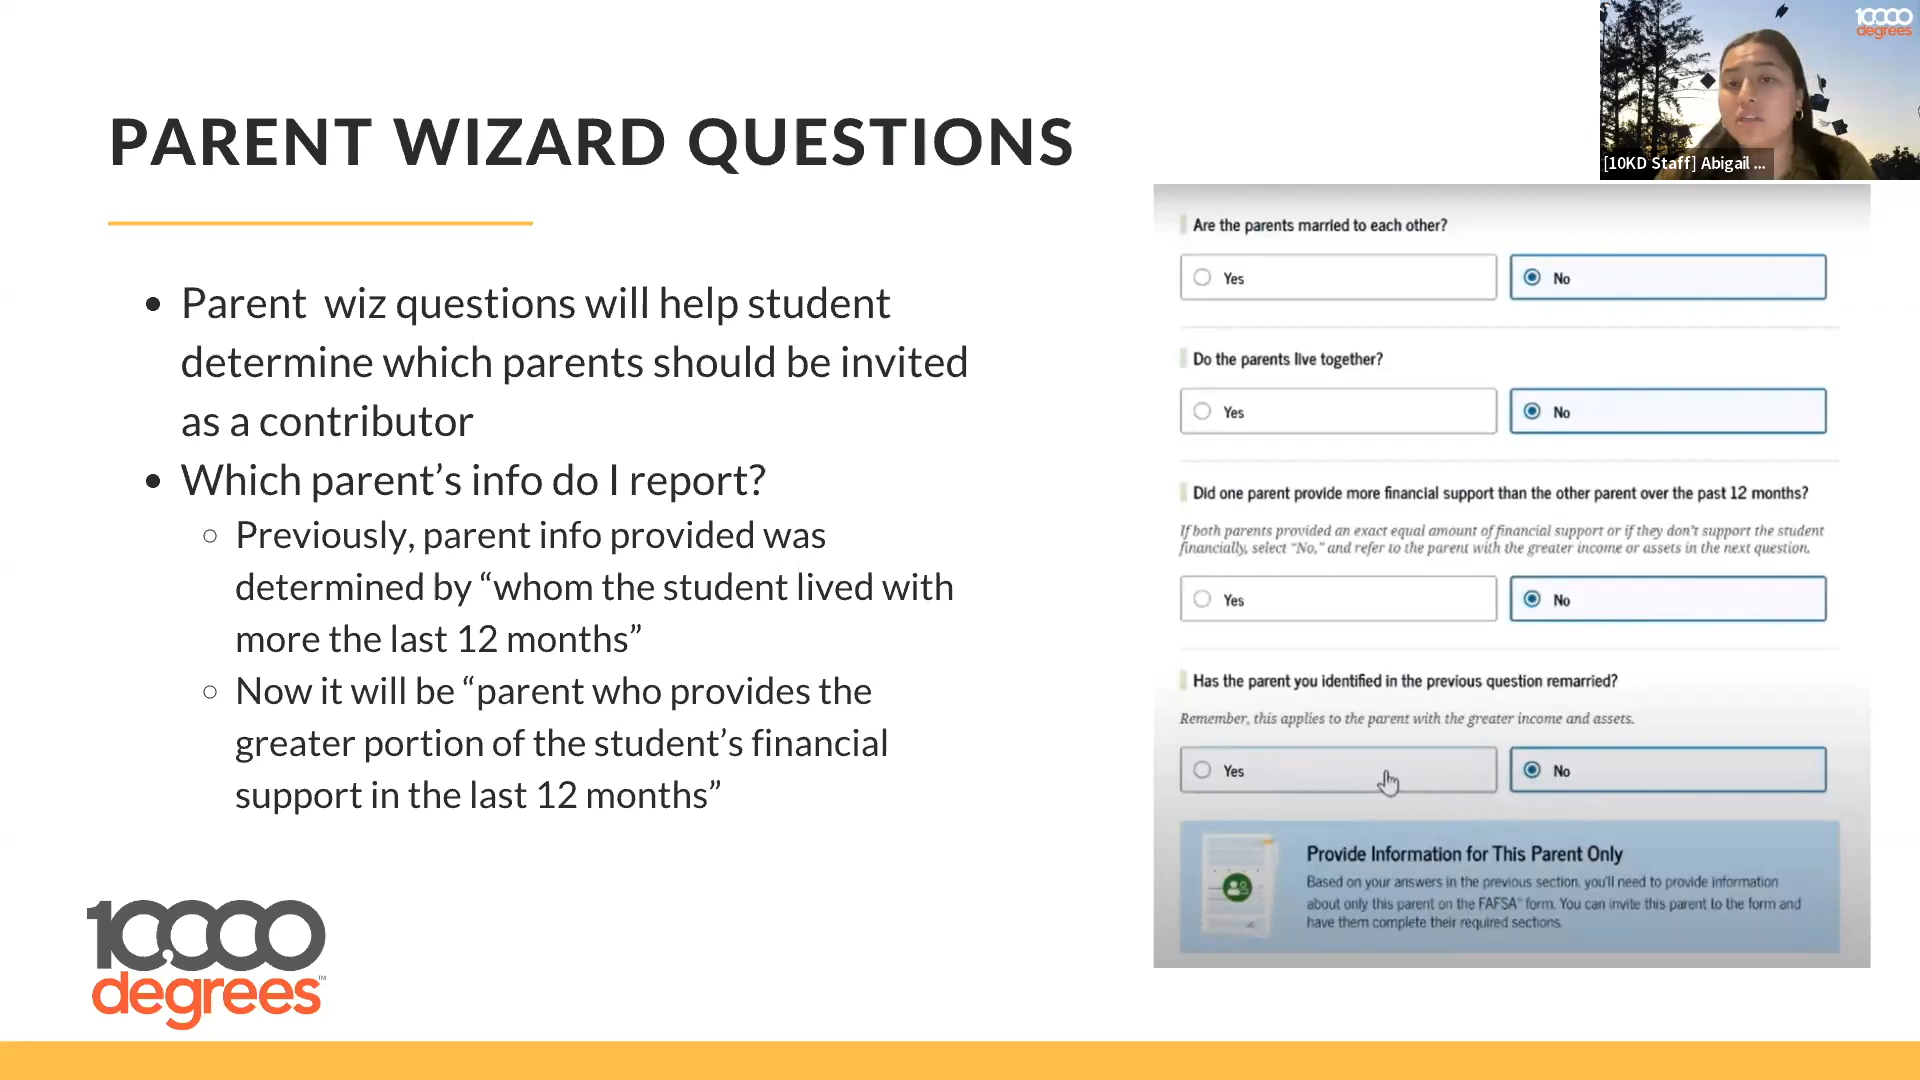 PARENT WIZARD QUESTIONS
Parent wiz questions will help student
determine which parents should be invited
as a contributor
Which parent’s info do I report?
Previously, parent info provided was
determined by “whom the student lived with
more the last 12 months”
Now it will be “parent who provides the
greater portion of the student’s financial
support in the last 12 months”
10,000
degrees™
10,000
degrees
[10KD Staff] Abigail ...
Are the parents married to each other?
Yes
No
Do the parents live together?
Yes
No
Did one parent provide more financial support than the other parent over the past 12 months?
If both parents provided an exact equal amount of financial support or if they don't support the student
financially, select "No," and refer to the parent with the greater income or assets in the next question.
Yes
No
Has the parent you identified in the previous question remarried?
Remember, this applies to the parent with the greater income and assets.
Yes
No
Provide Information for This Parent Only
Based on your answers in the previous section, you'll need to provide information
about only this parent on the FAFSA® form. You can invite this parent to the form and
have them complete their required sections.